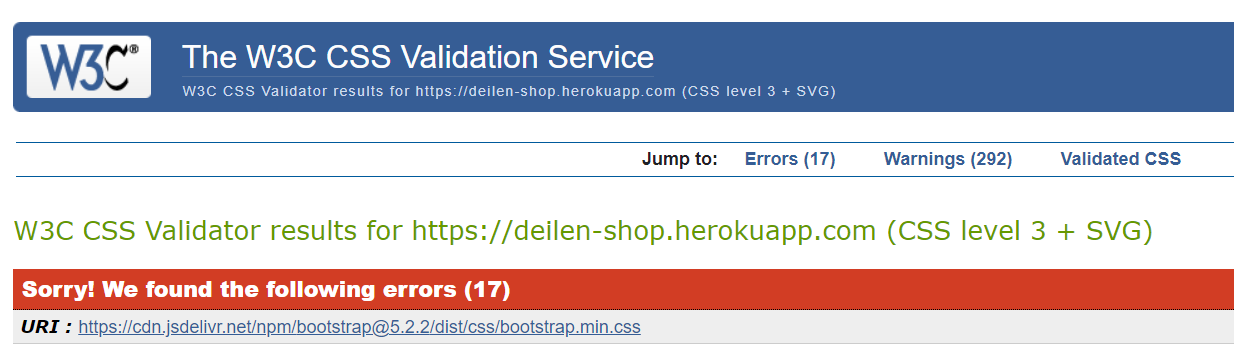 W3C®
The W3C CSS Validation Service
W3C CSS Validator results for https://deilen-shop.herokuapp.com (CSS level 3 + SVG)
Jump to: Errors (17) Warnings (292) Validated CSS
W3C CSS Validator results for https://deilen-shop.herokuapp.com (CSS level 3 + SVG)
Sorry! We found the following errors (17)
URI : https://cdn.jsdelivr.net/npm/bootstrap@5.2.2/dist/css/bootstrap.min.css